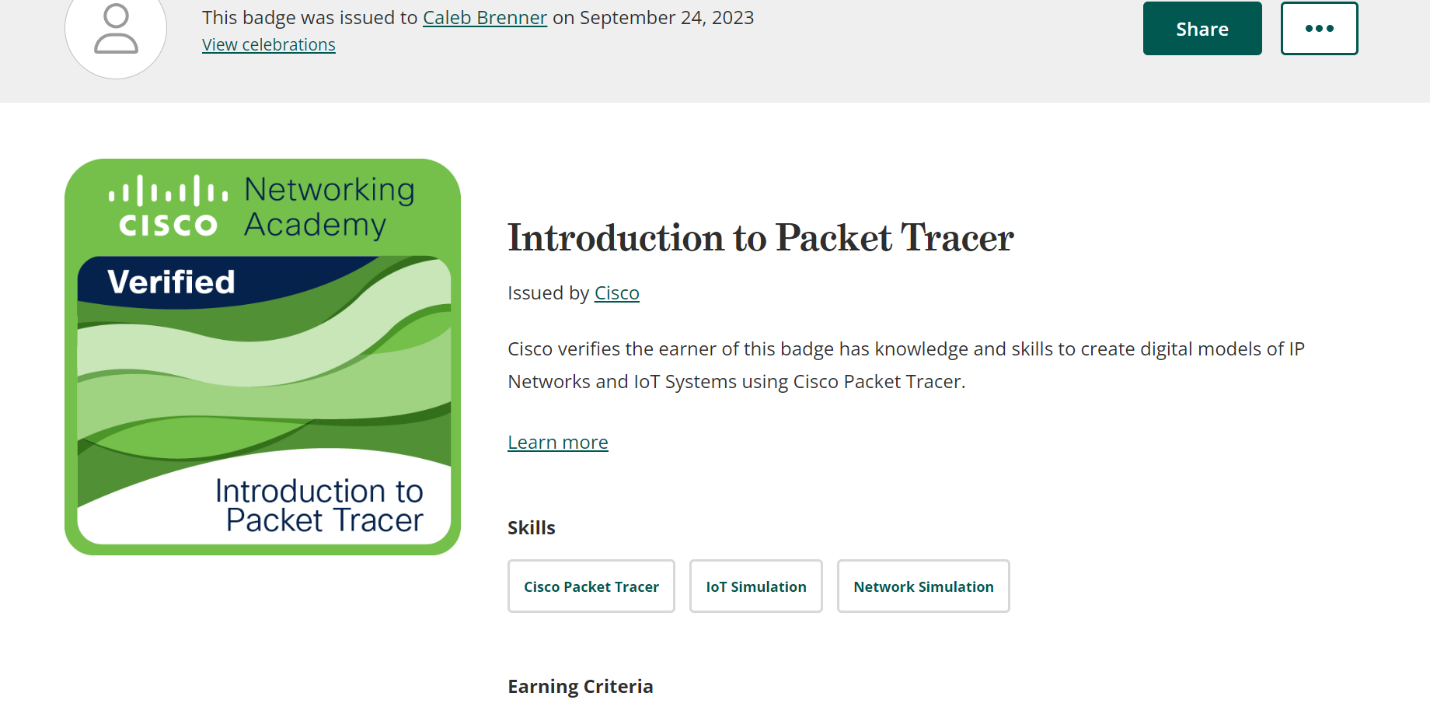 This badge was issued to Caleb Brenner on September 24, 2023
View celebrations
Share
•••
CISCO
Networking
Academy
Verified
Introduction to
Packet Tracer
Introduction to Packet Tracer
Issued by Cisco
Cisco verifies the earner of this badge has knowledge and skills to create digital models of IP
Networks and IoT Systems using Cisco Packet Tracer.
Learn more
Skills
Cisco Packet Tracer
IoT Simulation
Network Simulation
Earning Criteria